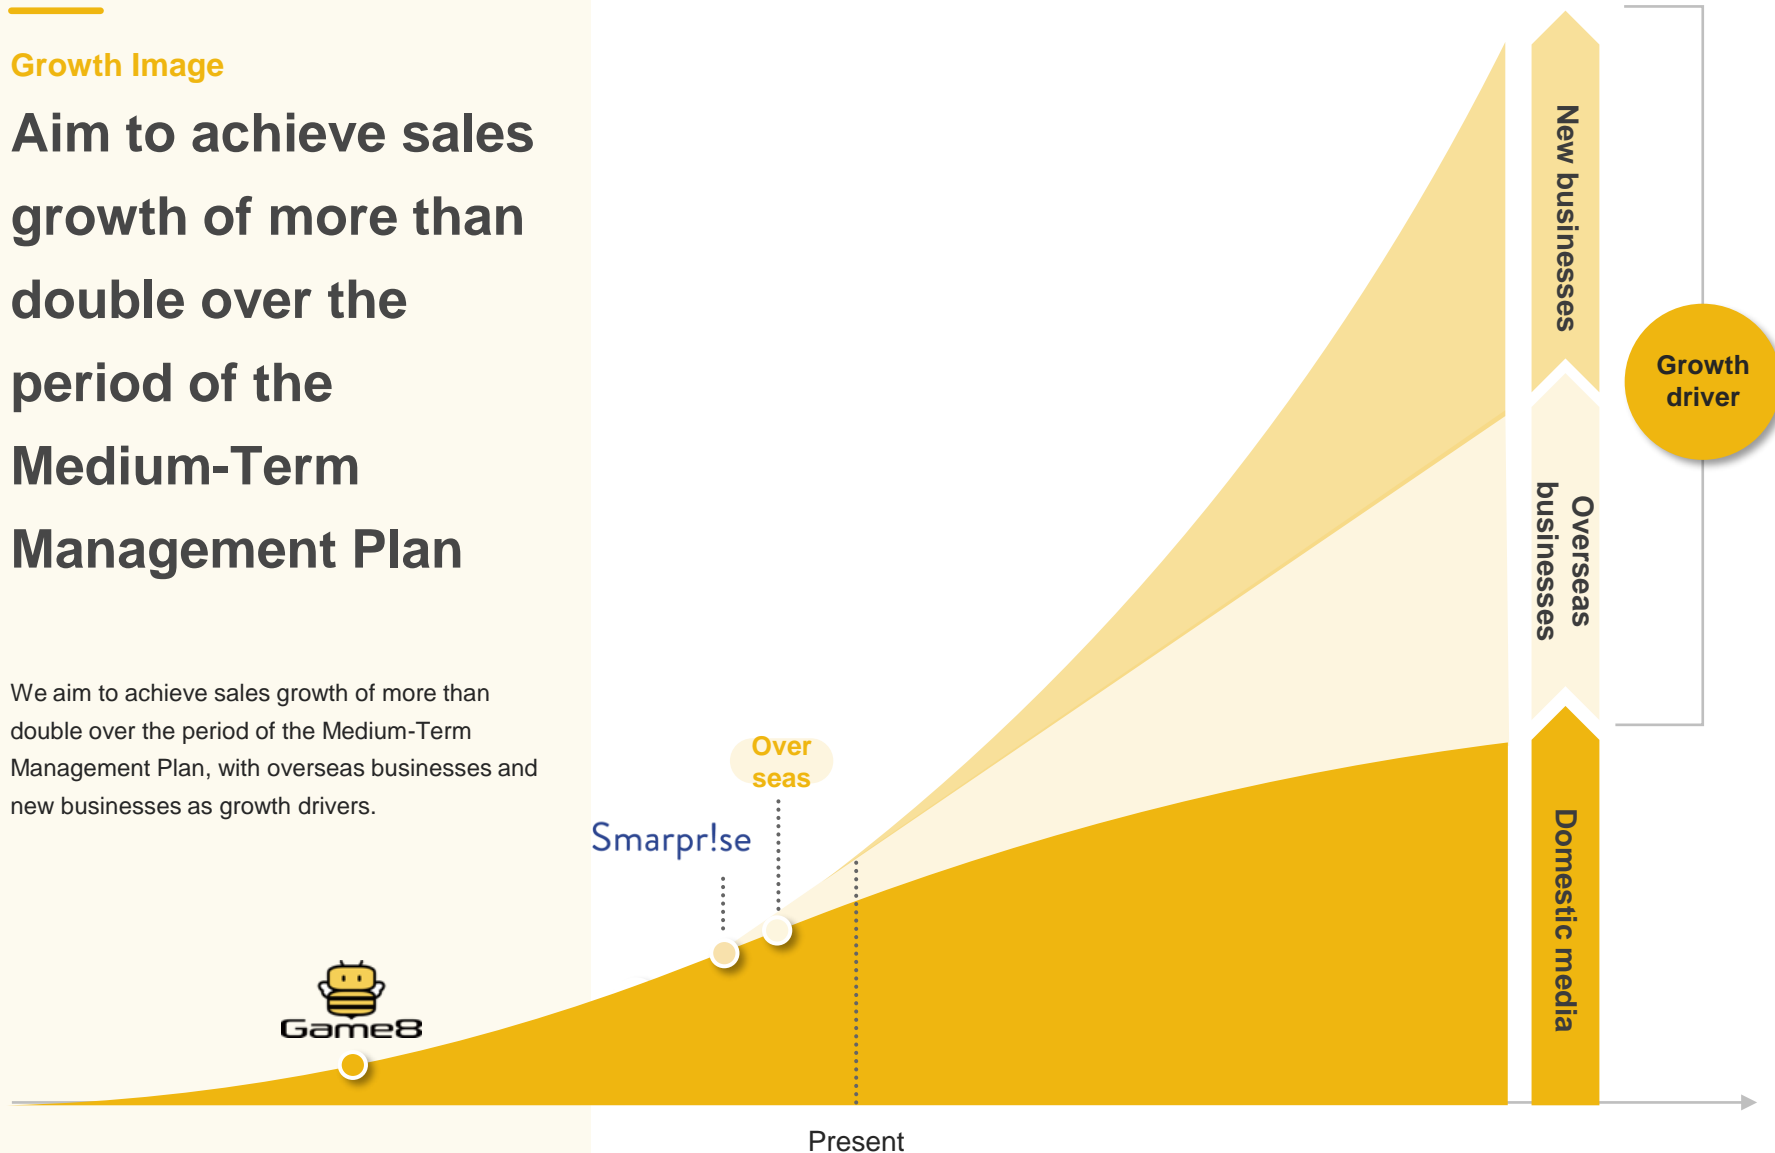 Growth Image
Aim to achieve sales
growth of more than
double over the
period of the
Medium-Term
Management Plan
We aim to achieve sales growth of more than
double over the period of the Medium-Term
Management Plan, with overseas businesses and
new businesses as growth drivers.
Game8
Smarpr!se
Over
seas
Present
New businesses
Overseas
businesses
Domestic media
Growth
driver